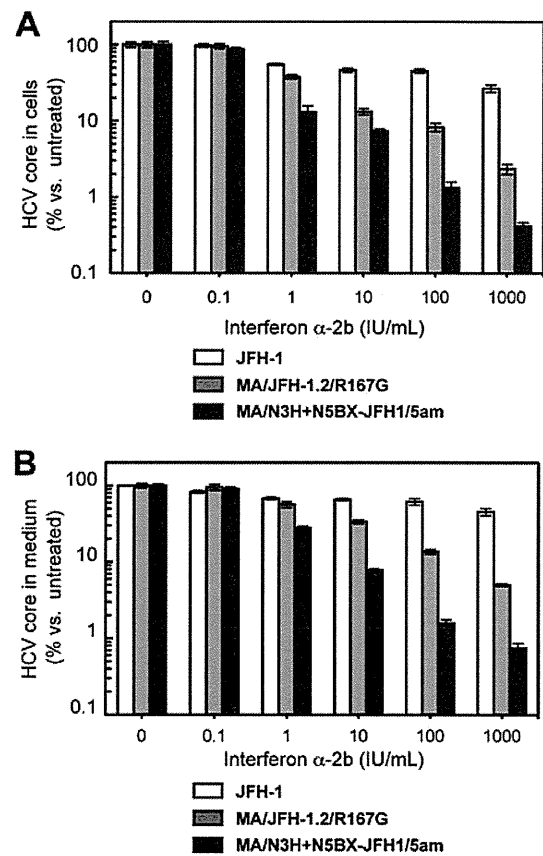 A
HCV core in cells
(% vs. untreated)
100
10
1
0.1
0 0.1 1 10 100 1000
Interferon α-2b (IU/mL)
JFH-1
MA/JFH-1.2/R167G
MA/N3H+N5BX-JFH1/5am
B
HCV core in medium
(% vs. untreated)
100
10
1
0.1
0 0.1 1 10 100 1000
Interferon α-2b (IU/mL)
JFH-1
MA/JFH-1.2/R167G
MA/N3H+N5BX-JFH1/5am